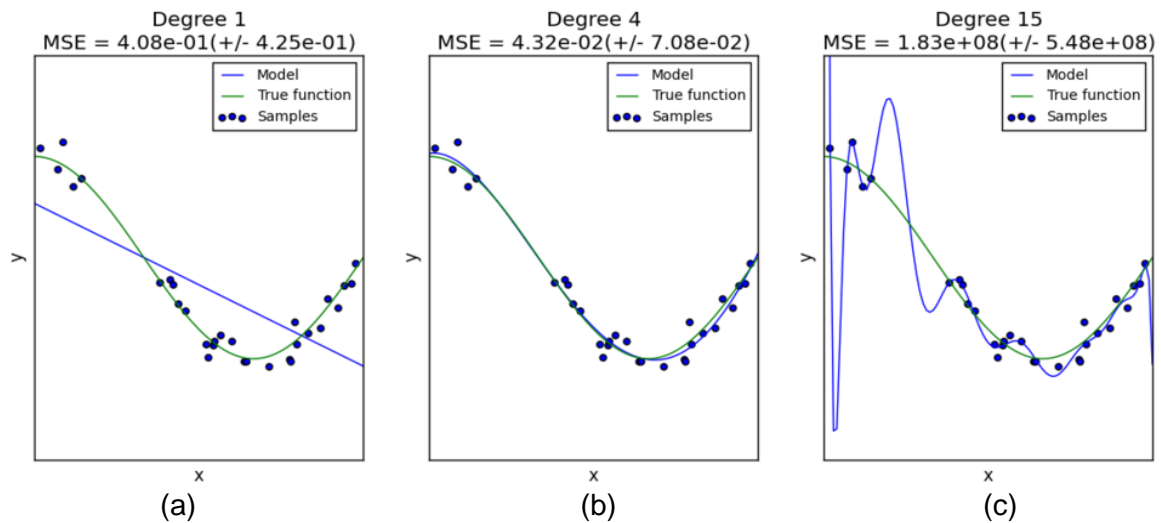 Degree 1
MSE = 4.08e-01(+/- 4.25e-01)
Model
True function
Samples
y
x
(a)
Degree 4
MSE = 4.32e-02(+/- 7.08e-02)
Model
True function
Samples
y
x
(b)
Degree 15
MSE = 1.83e+08(+/- 5.48e+08)
Model
True function
Samples
y
x
(c)